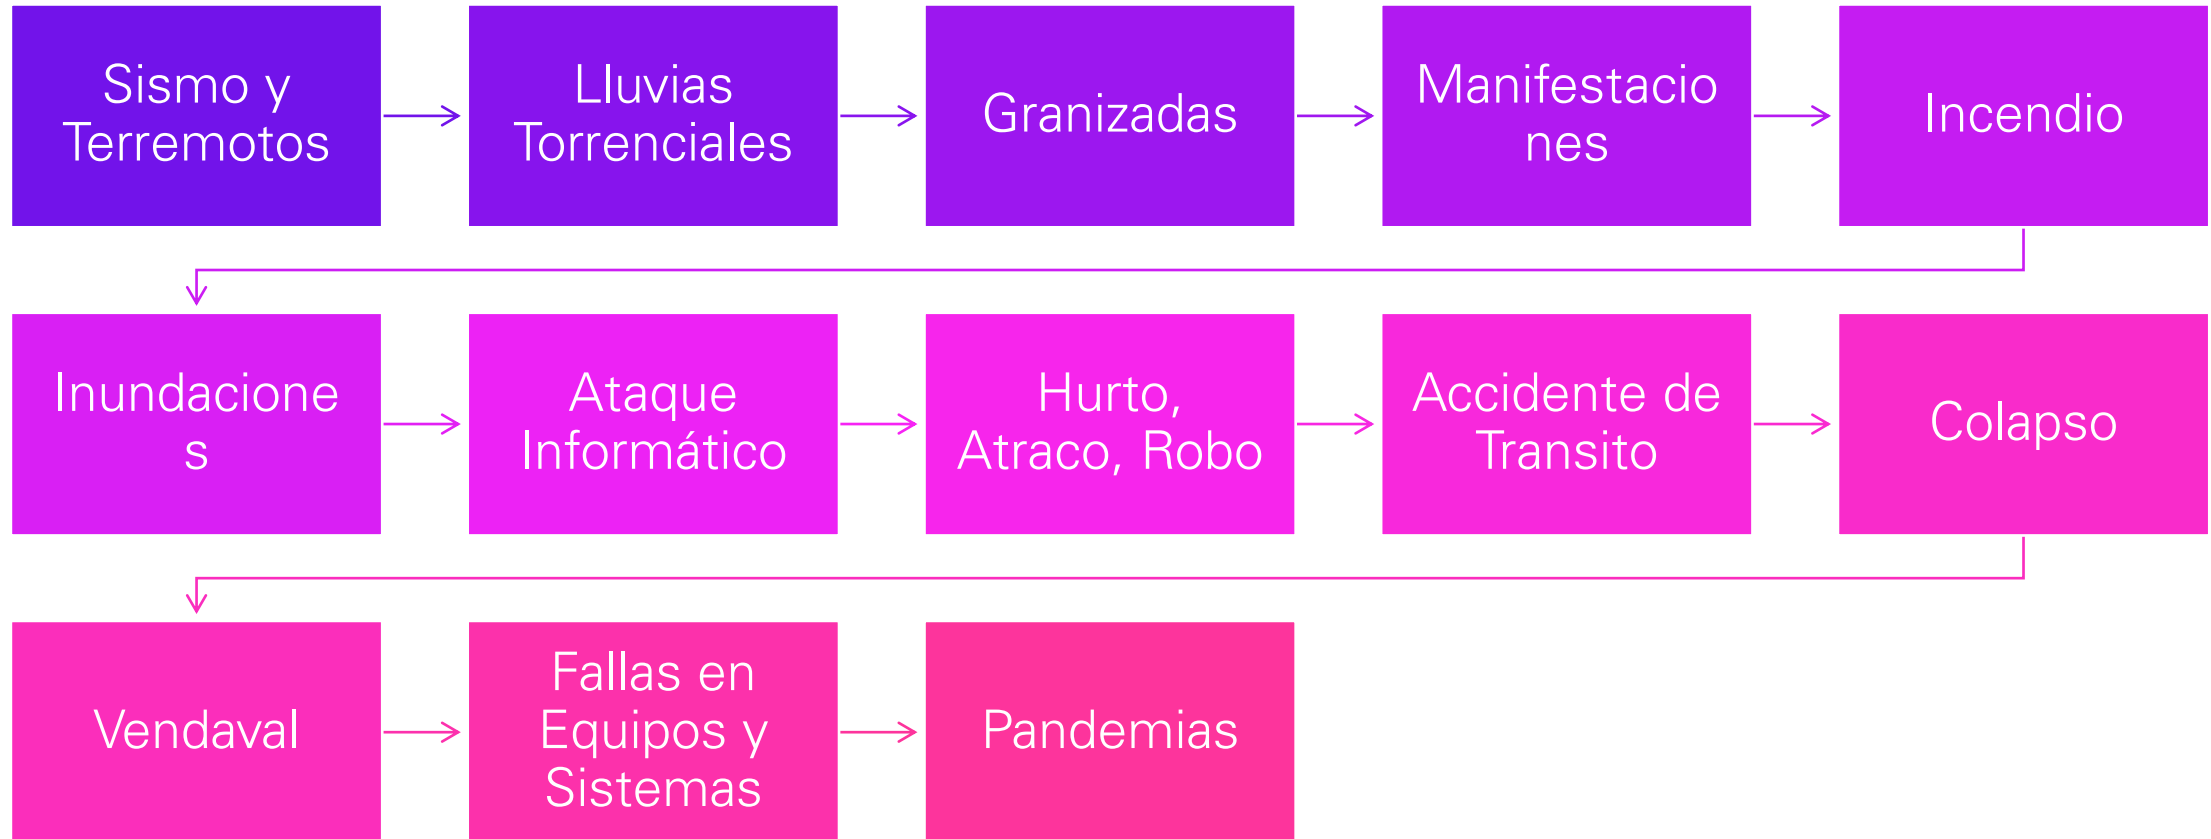 Sismo y
Terremotos
Lluvias
Torrenciales
Granizadas
Manifestacio
nes
Incendio
Inundacione
s
Ataque
Informático
Hurto,
Atraco, Robo
Accidente de
Transito
Colapso
Vendaval
Fallas en
Equipos y
Sistemas
Pandemias